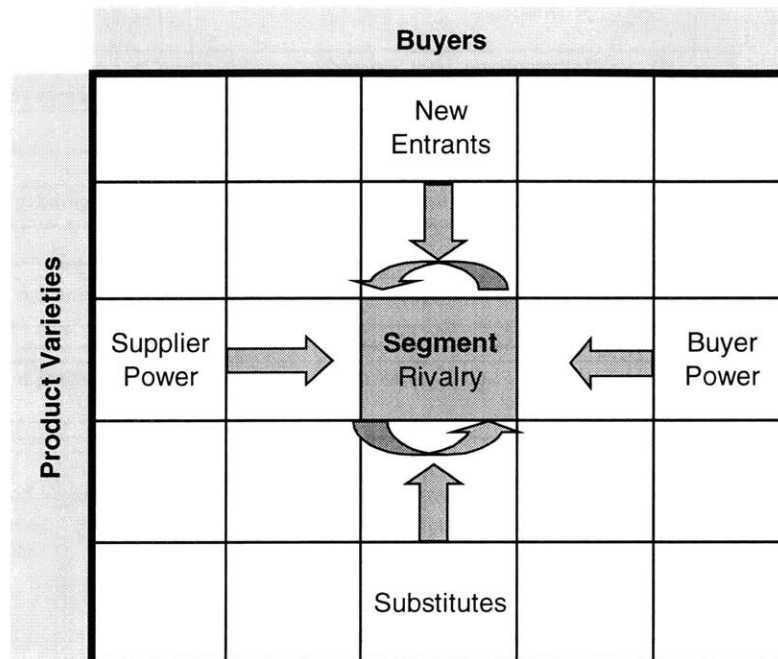 Buyers
New
Entrants
Product Varieties
Supplier
Power
Segment
Rivalry
Buyer
Power
Substitutes